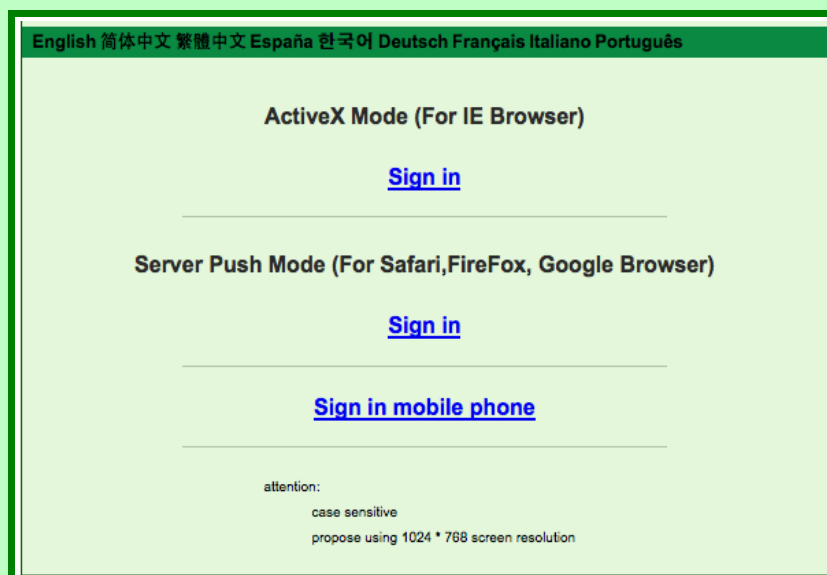 English 简体中文 繁體中文 España 한국어 Deutsch Français Italiano Português
ActiveX Mode (For IE Browser)
Sign in
Server Push Mode (For Safari,FireFox, Google Browser)
Sign in
Sign in mobile phone
attention:
case sensitive
propose using 1024 * 768 screen resolution